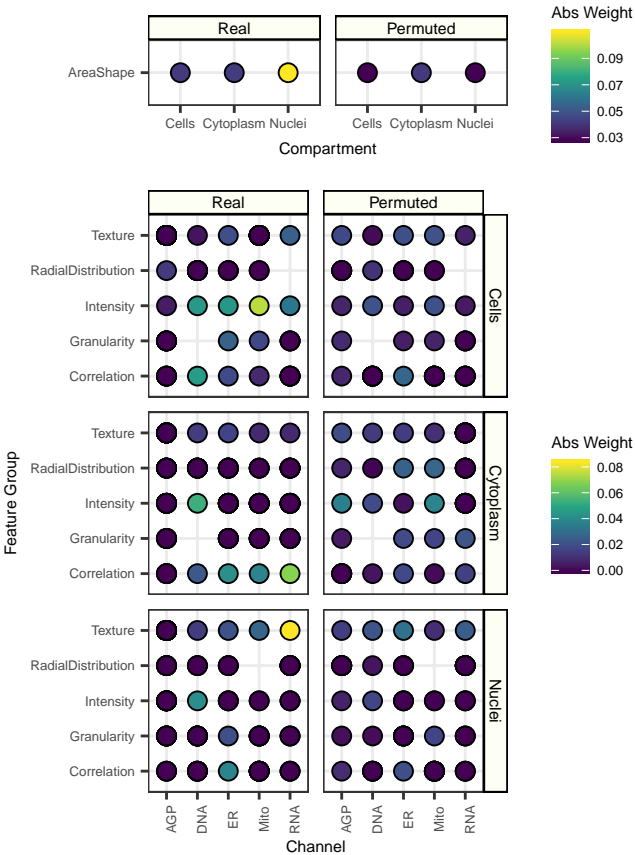 Abs Weight
Real Permuted
0.09
AreaShape
0.07
0.05
0.03
Cells Cytoplasm Nuclei Cells Cytoplasm Nuclei
Compartment
Real Permuted
Texture
RadialDistribution
Intensity
Cells
Granularity
Correlation
Texture
Abs Weight
RadialDistribution
0.08
Intensity
Cytoplasm
0.06
0.04
Granularity
0.02
Correlation
0.00
Feature Group
Texture
RadialDistribution
Intensity
Nuclei
Granularity
Correlation
AGP DNA ER Mito RNA AGP DNA ER Mito RNA
Channel